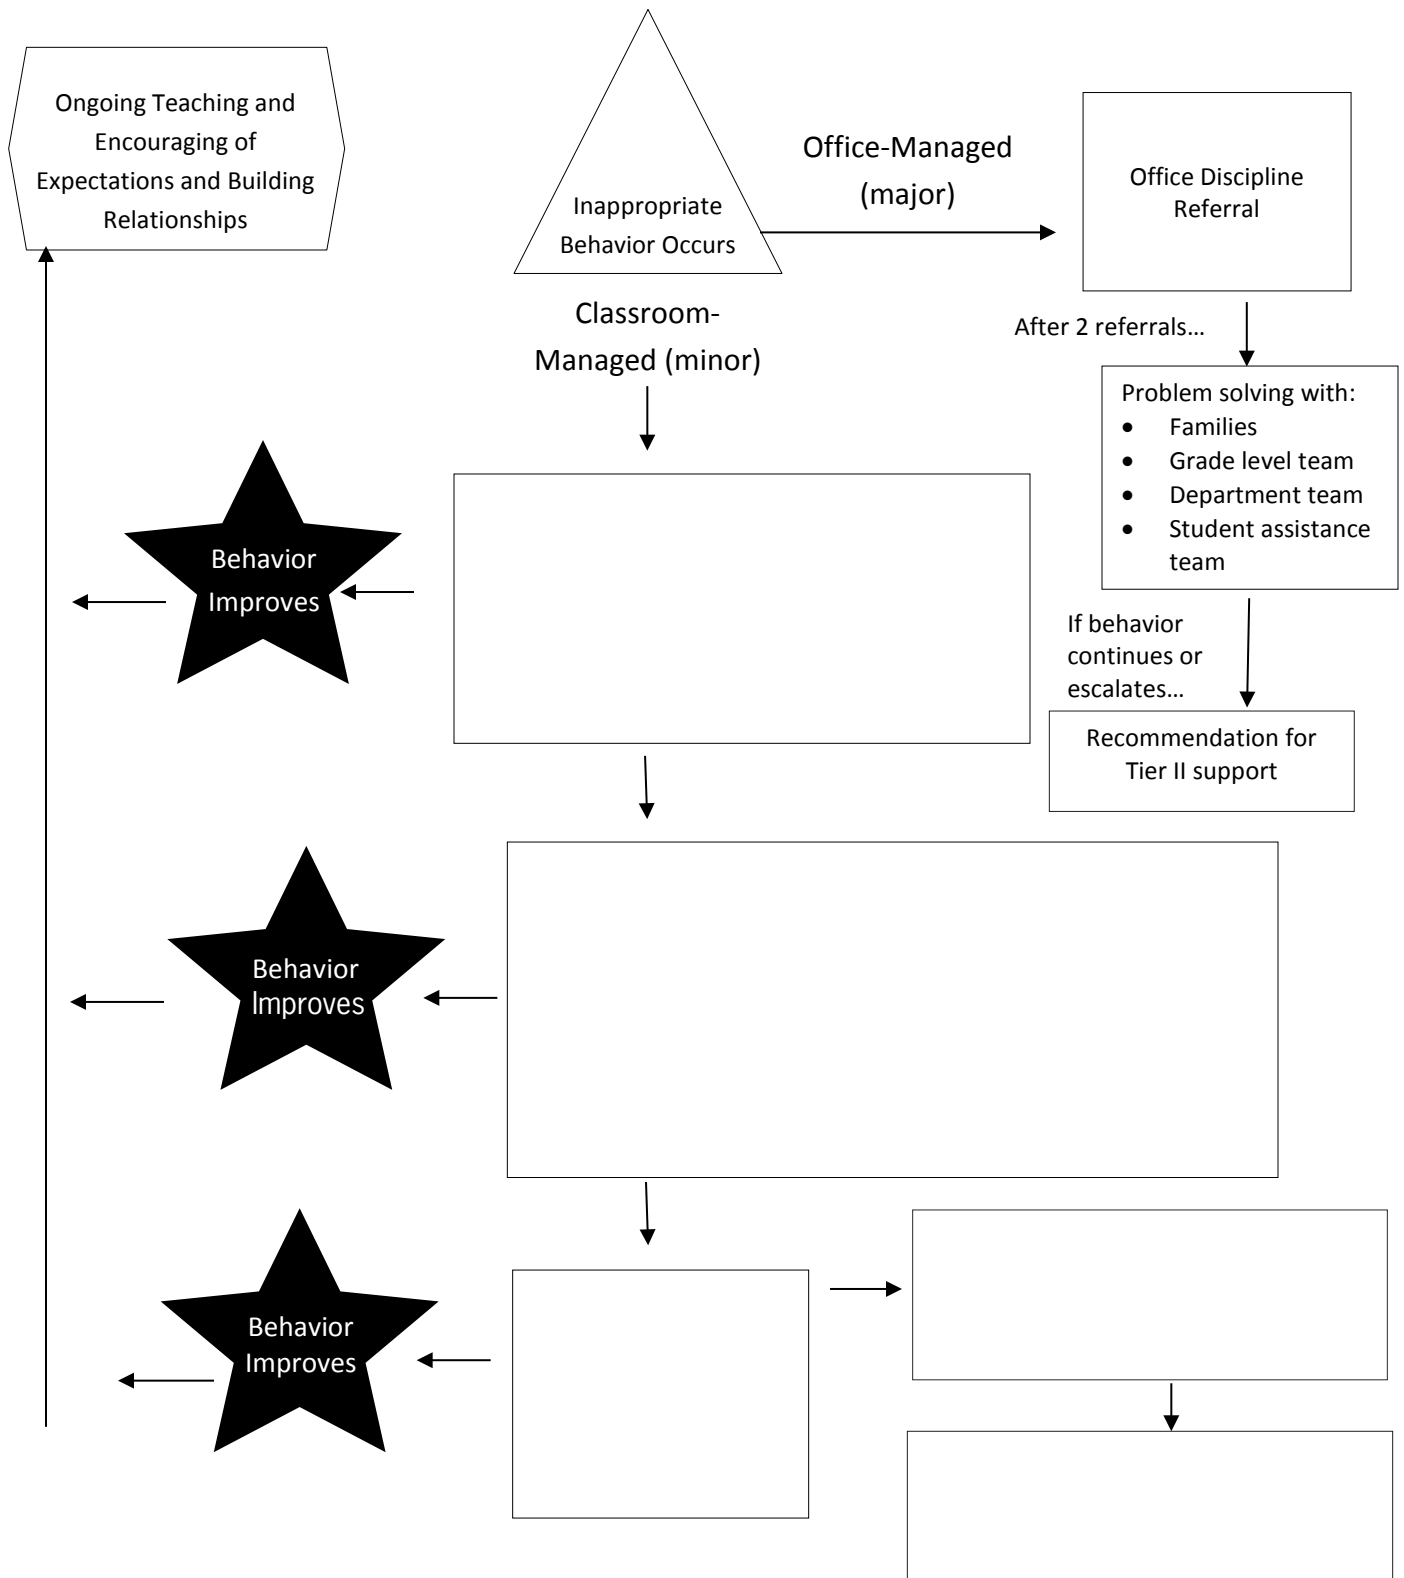 Ongoing Teaching and
Encouraging of
Expectations and Building
Relationships
Inappropriate
Behavior Occurs
Office-Managed
(major)
Office Discipline
Referral
Classroom-
Managed (minor)
After 2 referrals…
Problem solving with:
• Families
• Grade level team
• Department team
• Student assistance
team
If behavior
continues or
escalates…
Recommendation for
Tier II support
Behavior
Improves
Behavior
Improves
Behavior
Improves